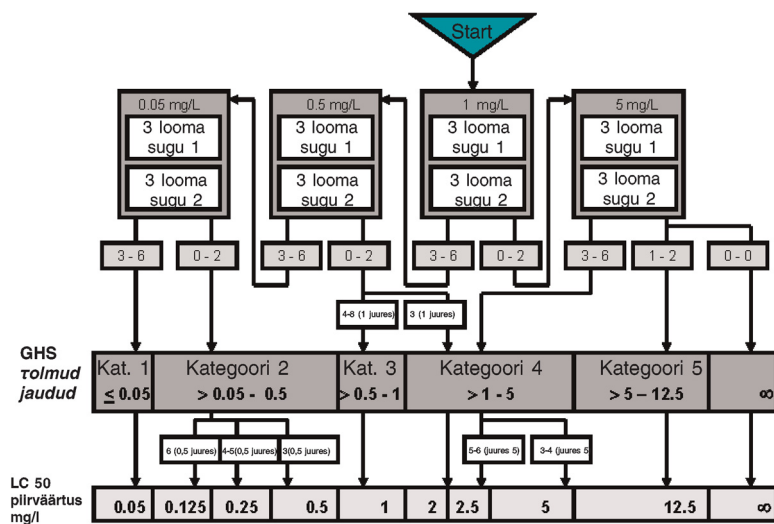 Start
0.05 mg/L
0.5 mg/L
1 mg/L
5 mg/L
3 looma
sugu 1
3 looma
sugu 1
3 looma
sugu 1
3 looma
sugu 1
3 looma
sugu 2
3 looma
sugu 2
3 looma
sugu 2
3 looma
sugu 2
3 - 6
0 - 2
3 - 6
0 - 2
3 - 6
0 - 2
3 - 6
1 - 2
0 - 0
4-8 (1 juures)
3 (1 juures)
GHS
τolmud
jaudud
Kat. 1
≤ 0.05
Kategoori 2
> 0.05 - 0.5
Kat. 3
> 0.5 - 1
Kategoori 4
> 1 - 5
Kategoori 5
> 5 – 12.5
∞
6 (0,5 juures)
4-5(0,5 juures)
3(0,5 juures)
5-6 (juures 5)
3-4 (juures 5
LC 50
piirväärtus
mg/l
0.05
0.125
0.25
0.5
1
2
2.5
5
12.5
∞